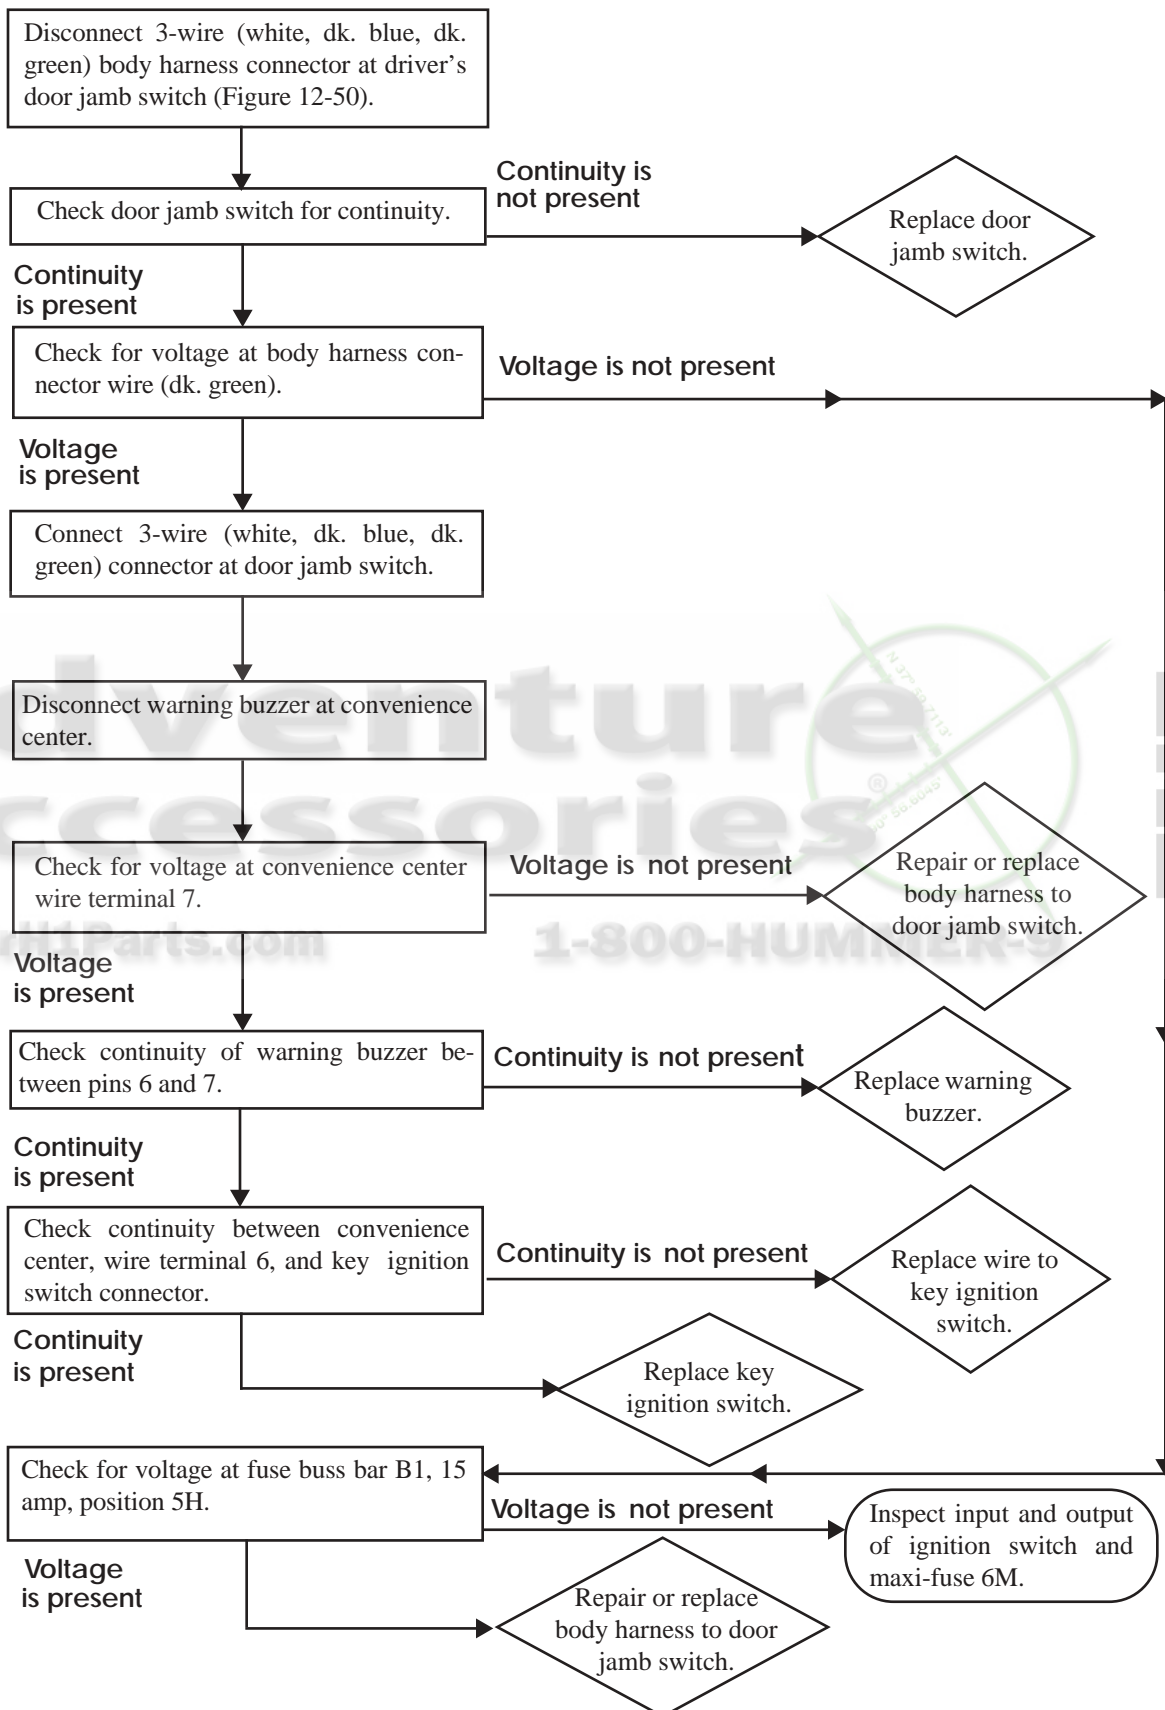 Disconnect 3-wire (white, dk. blue, dk.
green) body harness connector at driver's
door jamb switch (Figure 12-50).
Continuity is
not present
Check door jamb switch for continuity.
Replace door
jamb switch.
Continuity
is present
Check for voltage at body harness con-
nector wire (dk. green).
Voltage is not present
Voltage
is present
Connect 3-wire (white, dk. blue, dk.
green) connector at door jamb switch.
dventure
N 37° 59.7113'
Disconnect warning buzzer at convenience
center.
ccessories
®
Check for voltage at convenience center
wire terminal 7.
Voltage is not present
Repair or replace
body harness to
door jamb switch.
rH1Parts.com
1-800-HUMMER-9
Voltage
is present
Check continuity of warning buzzer be-
tween pins 6 and 7.
Continuity is not present
Replace warning
buzzer.
Continuity
is present
Check continuity between convenience
center, wire terminal 6, and key ignition
switch connector.
Continuity is not present
Replace wire to
key ignition
switch.
Continuity
is present
Replace key
ignition switch.
Check for voltage at fuse buss bar B1, 15
amp, position 5H.
Voltage is not present
Inspect input and output
of ignition switch and
maxi-fuse 6M.
Voltage
is present
Repair or replace
body harness to door
jamb switch.